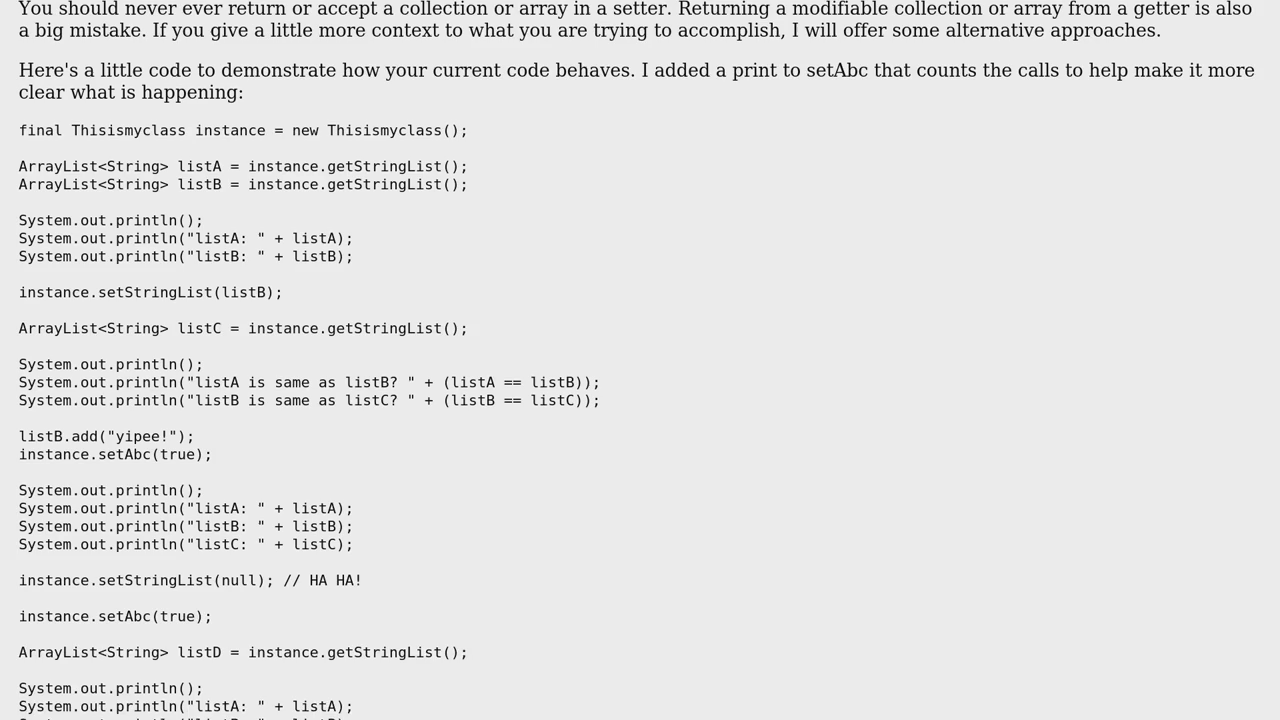 You should never ever return or accept a collection or array in a setter. Returning a modifiable collection or array from a getter is also
a big mistake. If you give a little more context to what you are trying to accomplish, I will offer some alternative approaches.
Here's a little code to demonstrate how your current code behaves. I added a print to setAbc that counts the calls to help make it more
clear what is happening:
final Thisismyclass instance = new Thisismyclass();
ArrayList<String> listA = instance.getStringList();
ArrayList<String> listB = instance.getStringList();
System.out.println();
System.out.println("listA: " + listA);
System.out.println("listB: " + listB);
instance.setStringList(listB);
ArrayList<String> listC = instance.getStringList();
System.out.println();
System.out.println("listA is same as listB? " + (listA == listB));
System.out.println("listB is same as listC? " + (listB == listC));
listB.add("yipee!");
instance.setAbc(true);
System.out.println();
System.out.println("listA: " + listA);
System.out.println("listB: " + listB);
System.out.println("listC: " + listC);
instance.setStringList(null); // HA HA!
instance.setAbc(true);
ArrayList<String> listD = instance.getStringList();
System.out.println();
System.out.println("listA: " + listA);